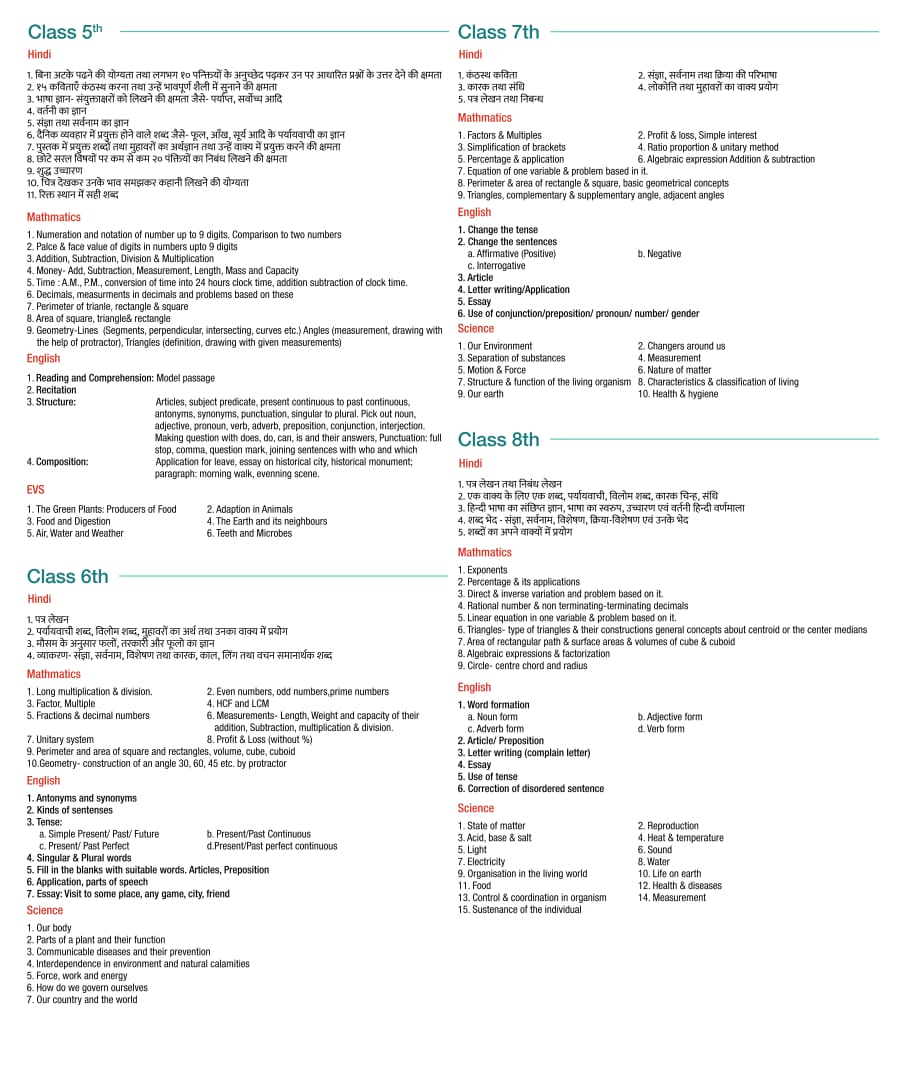 Class 5th
Hindi
1. बिना अटके पढने की योग्यता तथा लगभग १० पन्क्तियों के अनुच्छेद पढ़कर उन पर आधारित प्रश्नों के उत्तर देने की क्षमता
2. १५ कविताएँ कंठस्थ करना तथा उन्हें भावपूर्ण शैली में सुनाने की क्षमता
3. भाषा ज्ञान- संयुक्ताक्षरों को लिखने की क्षमता जैसे- पर्याप्त, सर्वोच्च आदि
4. वर्तनी का ज्ञान
5. संज्ञा तथा सर्वनाम का ज्ञान
6. दैनिक व्यवहार में प्रयुक्त होने वाले शब्द जैसे- फूल, आँख, सूर्य आदि के पर्यायवाची का ज्ञान
7. पुस्तक में प्रयुक्त शब्दों तथा मुहावरों का अर्थज्ञान तथा उन्हें वाक्य में प्रयुक्त करने की क्षमता
8. छोटे सरल विषयों पर कम से कम २० पंक्तियों का निबंध लिखने की क्षमता
9. शुद्ध उच्चारण
10. चित्र देखकर उनके भाव समझकर कहानी लिखने की योग्यता
11. रिक्त स्थान में सही शब्द
Mathmatics
1. Numeration and notation of number up to 9 digits. Comparison to two numbers
2. Palce & face value of digits in numbers upto 9 digits
3. Addition, Subtraction, Division & Multiplication
4. Money- Add, Subtraction, Measurement, Length, Mass and Capacity
5. Time : A.M., P.M., conversion of time into 24 hours clock time, addition subtraction of clock time.
6. Decimals, measurments in decimals and problems based on these
7. Perimeter of trianle, rectangle & square
8. Area of square, triangle& rectangle
9. Geometry-Lines (Segments, perpendicular, intersecting, curves etc.) Angles (measurement, drawing with
the help of protractor), Triangles (definition, drawing with given measurements)
English
1. Reading and Comprehension: Model passage
2. Recitation
3. Structure: Articles, subject predicate, present continuous to past continuous,
antonyms, synonyms, punctuation, singular to plural. Pick out noun,
adjective, pronoun, verb, adverb, preposition, conjunction, interjection.
Making question with does, do, can, is and their answers, Punctuation: full
stop, comma, question mark, joining sentences with who and which
4. Composition: Application for leave, essay on historical city, historical monument;
paragraph: morning walk, evenning scene.
EVS
1. The Green Plants: Producers of Food 2. Adaption in Animals
3. Food and Digestion 4. The Earth and its neighbours
5. Air, Water and Weather 6. Teeth and Microbes
Class 6th
Hindi
1. पत्र लेखन
2. पर्यायवाची शब्द, विलोम शब्द, मुहावरों का अर्थ तथा उनका वाक्य में प्रयोग
3. मौसम के अनुसार फलों, तरकारी और फूलो का ज्ञान
4. व्याकरण- संज्ञा, सर्वनाम, विशेषण तथा कारक, काल, लिंग तथा वचन समानार्थक शब्द
Mathmatics
1. Long multiplication & division. 2. Even numbers, odd numbers,prime numbers
3. Factor, Multiple 4. HCF and LCM
5. Fractions & decimal numbers 6. Measurements- Length, Weight and capacity of their
addition, Subtraction, multiplication & division.
7. Unitary system 8. Profit & Loss (without %)
9. Perimeter and area of square and rectangles, volume, cube, cuboid
10.Geometry- construction of an angle 30, 60, 45 etc. by protractor
English
1. Antonyms and synonyms
2. Kinds of sentences
3. Tense:
a. Simple Present/ Past/ Future b. Present/Past Continuous
c. Present/ Past Perfect d.Present/Past perfect continuous
4. Singular & Plural words
5. Fill in the blanks with suitable words. Articles, Preposition
6. Application, parts of speech
7. Essay: Visit to some place, any game, city, friend
Science
1. Our body
2. Parts of a plant and their function
3. Communicable diseases and their prevention
4. Interdependence in environment and natural calamities
5. Force, work and energy
6. How do we govern ourselves
7. Our country and the world
Class 7th
Hindi
1. कंठस्थ कविता 2. संज्ञा, सर्वनाम तथा क्रिया की परिभाषा
3. कारक तथा संधि 4. लोकोत्ति तथा मुहावरों का वाक्य प्रयोग
5. पत्र लेखन तथा निबन्ध
Mathmatics
1. Factors & Multiples 2. Profit & loss, Simple interest
3. Simplification of brackets 4. Ratio proportion & unitary method
5. Percentage & application 6. Algebraic expression Addition & subtraction
7. Equation of one variable & problem based in it.
8. Perimeter & area of rectangle & square, basic geometrical concepts
9. Triangles, complementary & supplementary angle, adjacent angles
English
1. Change the tense
2. Change the sentences
a. Affirmative (Positive) b. Negative
c. Interrogative
3. Article
4. Letter writing/Application
5. Essay
6. Use of conjunction/preposition/ pronoun/ number/ gender
Science
1. Our Environment 2. Changers around us
3. Separation of substances 4. Measurement
5. Motion & Force 6. Nature of matter
7. Structure & function of the living organism 8. Characteristics & classification of living
9. Our earth 10. Health & hygiene
Class 8th
Hindi
1. पत्र लेखन तथा निबंध लेखन
2. एक वाक्य के लिए एक शब्द, पर्यायवाची, विलोम शब्द, कारक चिन्ह, संधि
3. हिन्दी भाषा का संछिप्त ज्ञान, भाषा का स्वरुप, उच्चारण एवं वर्तनी हिन्दी वर्णमाला
4. शब्द भेद - संज्ञा, सर्वनाम, विशेषण, क्रिया-विशेषण एवं उनके भेद
5. शब्दों का अपने वाक्यों में प्रयोग
Mathmatics
1. Exponents
2. Percentage & its applications
3. Direct & inverse variation and problem based on it.
4. Rational number & non terminating-terminating decimals
5. Linear equation in one variable & problem based on it.
6. Triangles- type of triangles & their constructions general concepts about centroid or the center medians
7. Area of rectangular path & surface areas & volumes of cube & cuboid
8. Algebraic expressions & factorization
9. Circle- centre chord and radius
English
1. Word formation
a. Noun form b. Adjective form
c. Adverb form d. Verb form
2. Article/ Preposition
3. Letter writing (complain letter)
4. Essay
5. Use of tense
6. Correction of disordered sentence
Science
1. State of matter 2. Reproduction
3. Acid, base & salt 4. Heat & temperature
5. Light 6. Sound
7. Electricity 8. Water
9. Organisation in the living world 10. Life on earth
11. Food 12. Health & diseases
13. Control & coordination in organism 14. Measurement
15. Sustenance of the individual